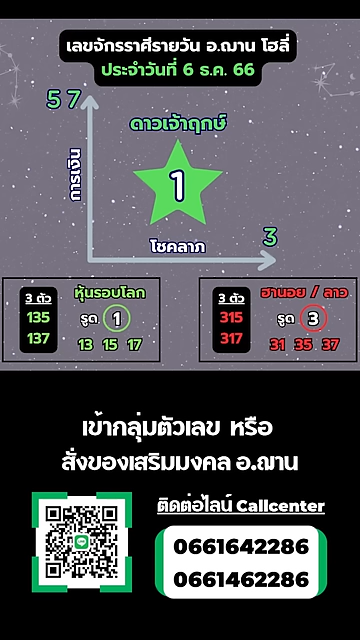 เลขจักรราศีรายวัน อ.ฌาน โฮลี่
ประจำวันที่ 6 ธ.ค. 66
5 7
ดาวเจ้าฤกษ์
1
การเงิน
โชคลาภ
3
3 ตัว
135
137
หุ้นรอบโลก
รูด 1
13 15 17
3 ตัว
315
317
ฮานอย / ลาว
รูด 3
31 35 37
เข้ากลุ่มตัวเลข หรือ
สั่งของเสริมมงคล อ.ฌาน
ติดต่อไลน์ Callcenter
0661642286
0661462286
LINE